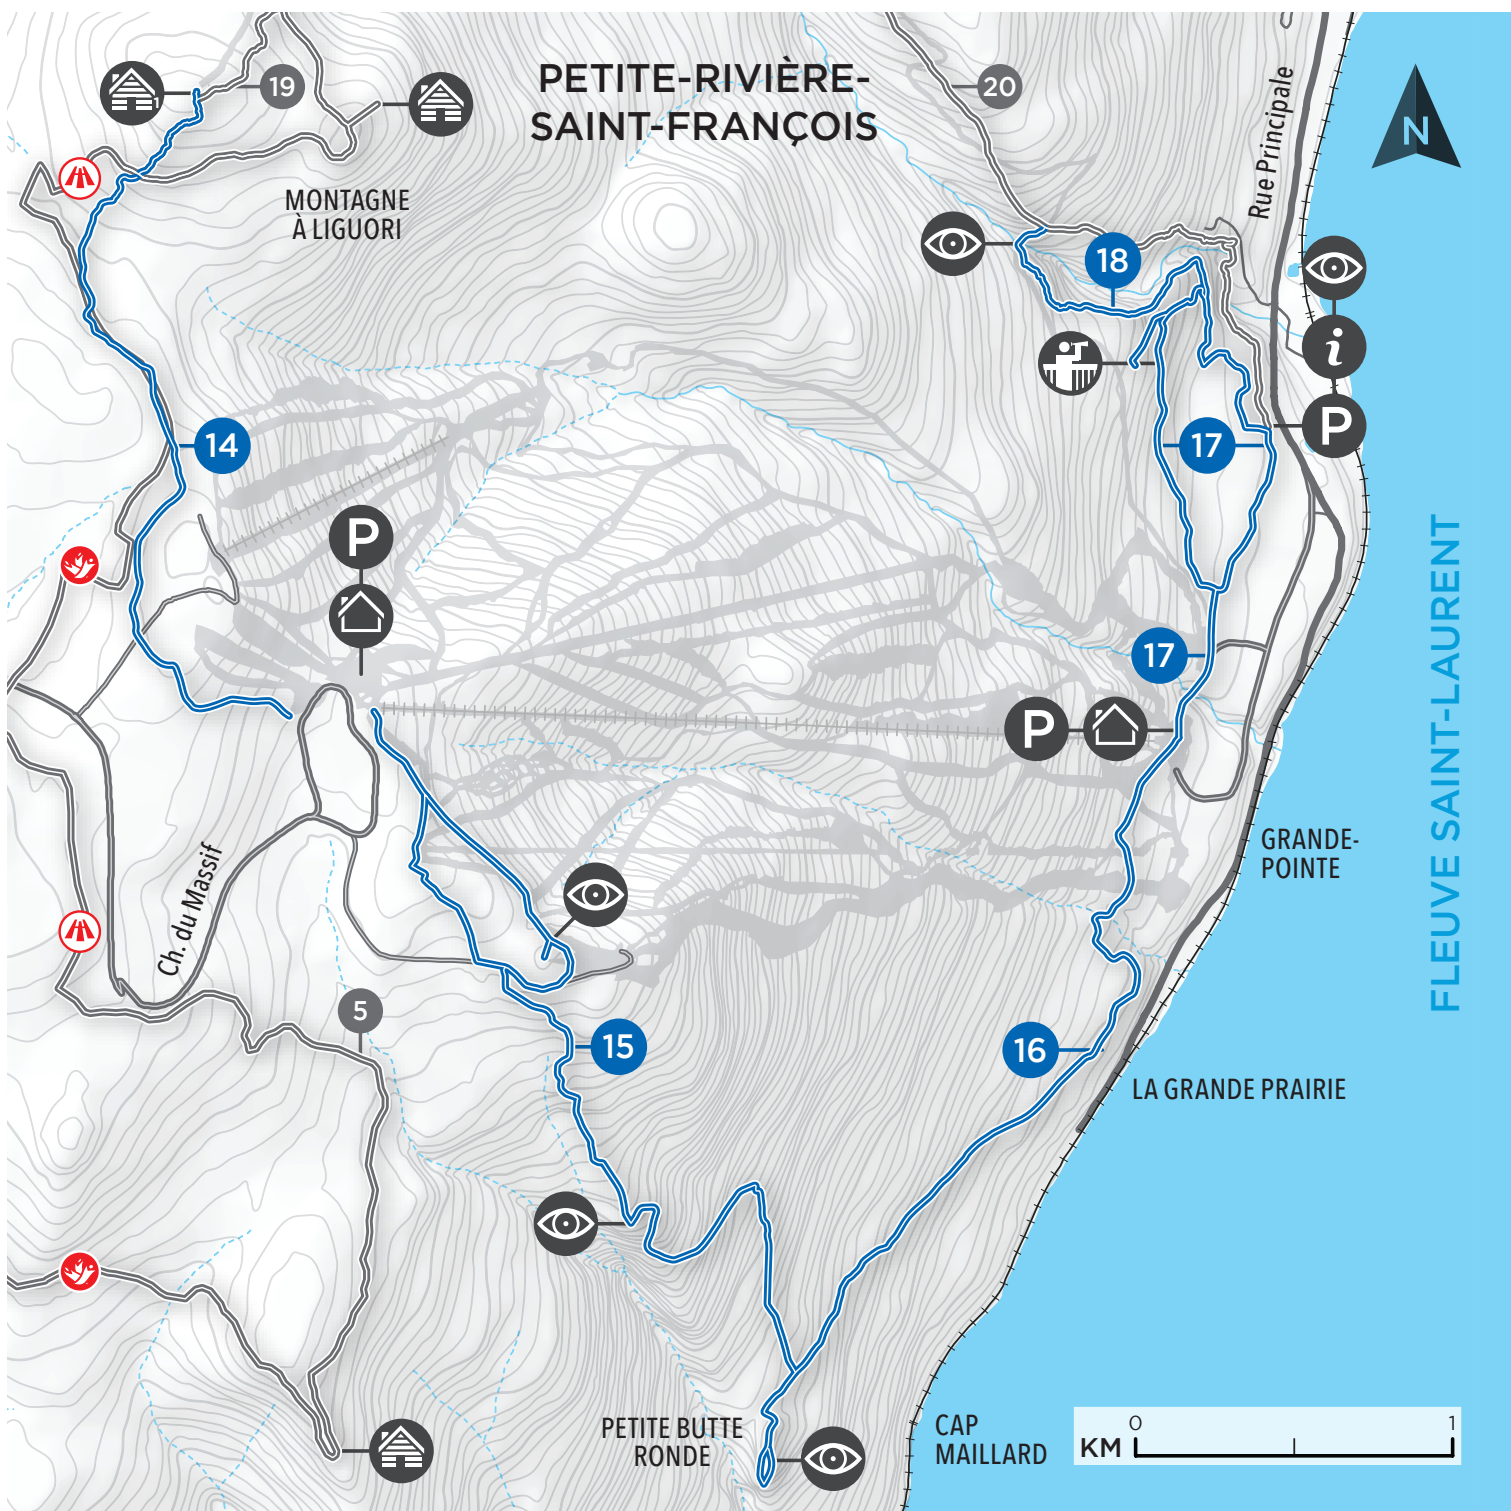 PETITE-RIVIÈRE-
SAINT-FRANÇOIS
19
20
1
N
Rue Principale
MONTAGNE
À LIGUORI
18
i
P
14
17
P
17
P
FLEUVE SAINT-LAURENT
GRANDE-
POINTE
Ch. du Massif
5
15
16
LA GRANDE PRAIRIE
PETITE BUTTE
RONDE
CAP
MAILLARD
KM 0 1